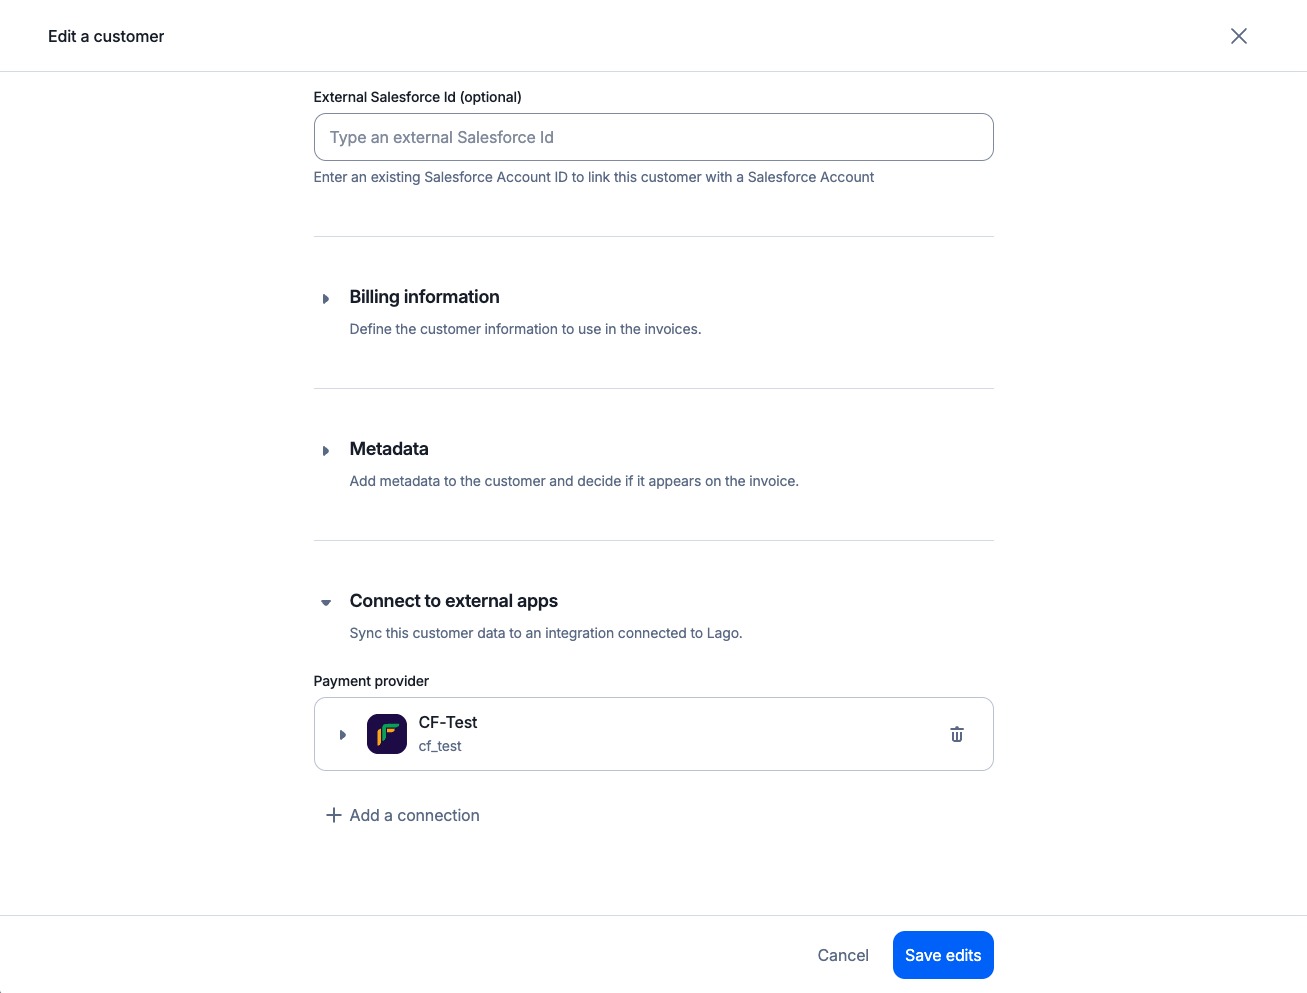 Edit a customer
External Salesforce Id (optional)
Type an external Salesforce Id
Enter an existing Salesforce Account ID to link this customer with a Salesforce Account
Billing information
Define the customer information to use in the invoices.
Metadata
Add metadata to the customer and decide if it appears on the invoice.
Connect to external apps
Sync this customer data to an integration connected to Lago.
Payment provider
CF-Test
cf_test
Add a connection
Cancel
Save edits